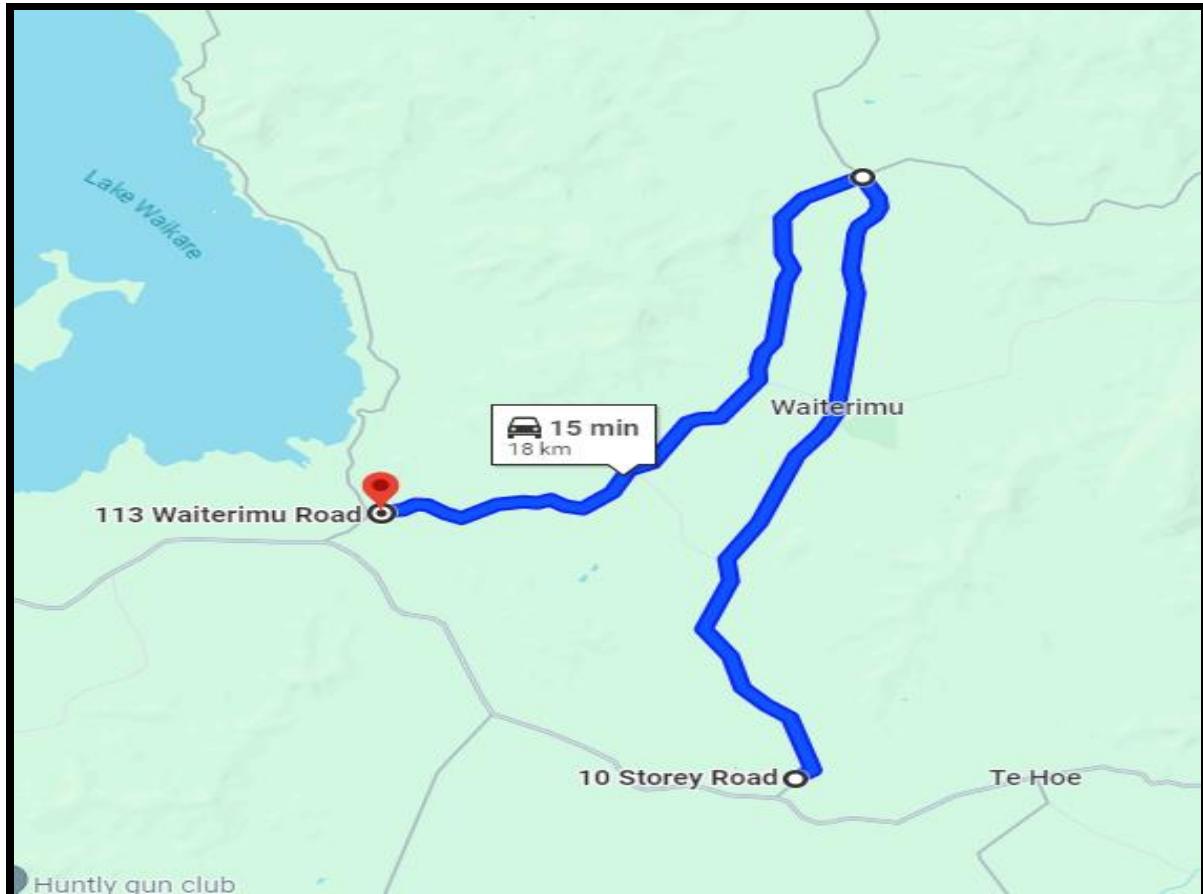 Lake Waikare
Waiterimu
15 min
18 km
113 Waiterimu Road
10 Storey Road
Te Hoe
Huntly gun club